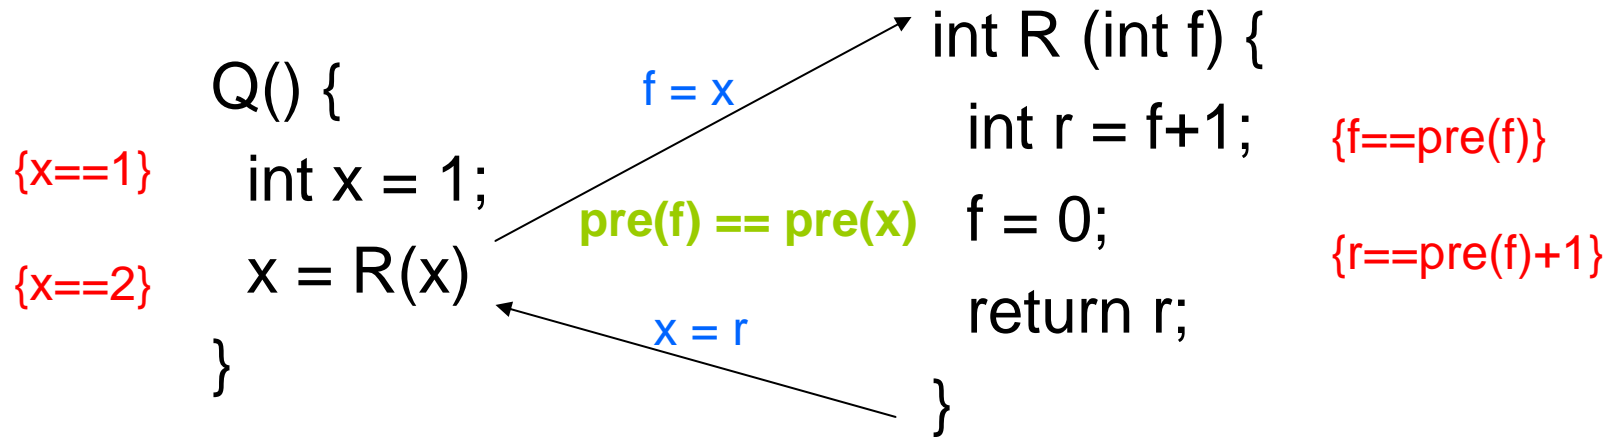 Q() {
{x==1}
int x = 1;
{x==2}
x = R(x)
}
f = x
pre(f) == pre(x)
x = r
int R (int f) {
int r = f+1;
{f==pre(f)}
f = 0;
{r==pre(f)+1}
return r;
}